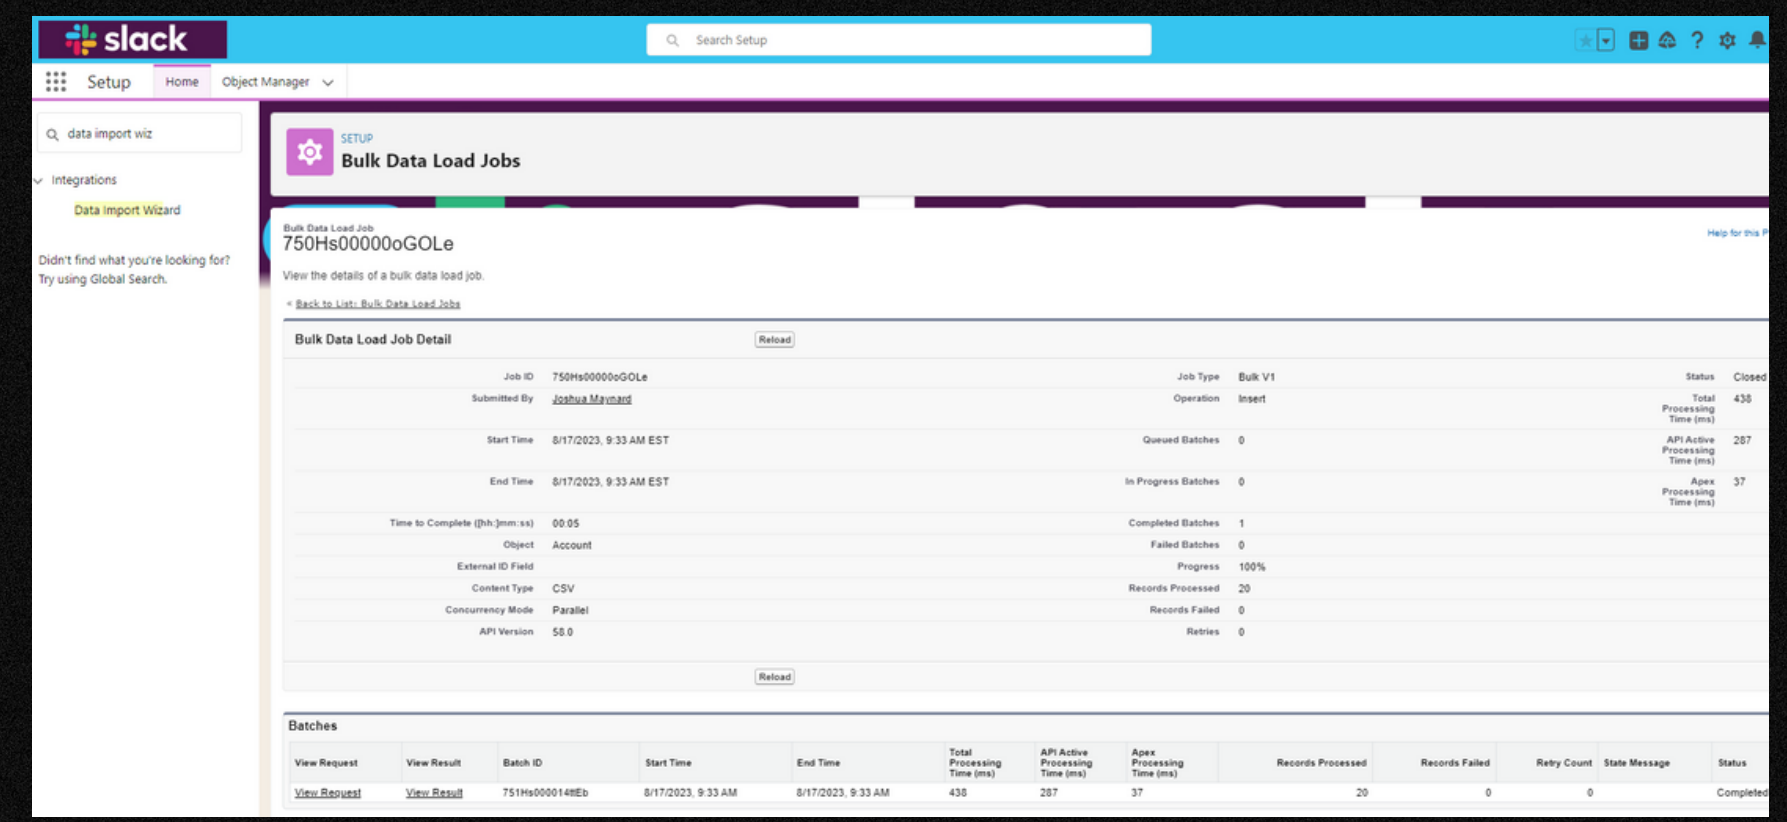 slack
Search Setup
Setup Home Object Manager
data import wiz
Integrations
Data Import Wizard
Didn't find what you're looking for?
Try using Global Search.
SETUP
Bulk Data Load Jobs
Bulk Data Load Job
750Hs00000oGOLe
Help for this P
View the details of a bulk data load job.
« Back to List: Bulk Data Load Jobs
Bulk Data Load Job Detail Reload
Job ID 750Hs00000oGOLe Job Type Bulk V1 Status Closed
Submitted By Joshua Maynard Operation Insert Total Processing Time (ms) 438
Start Time 8/17/2023, 9:33 AM EST Queued Batches 0 API Active Processing Time (ms) 287
End Time 8/17/2023, 9:33 AM EST In Progress Batches 0 Apex Processing Time (ms) 37
Time to Complete ([hh:]mm:ss) 00:05 Completed Batches 1
Object Account Failed Batches 0
External ID Field Progress 100%
Content Type CSV Records Processed 20
Concurrency Mode Parallel Records Failed 0
API Version 58.0 Retries 0
Reload
Batches
View Request View Result Batch ID Start Time End Time Total Processing Time (ms) API Active Processing Time (ms) Apex Processing Time (ms) Records Processed Records Failed Retry Count State Message Status
View Request View Result 8/17/2023, 9:33 AM 8/17/2023, 9:33 AM 438 287 37 20 0 0 Completed